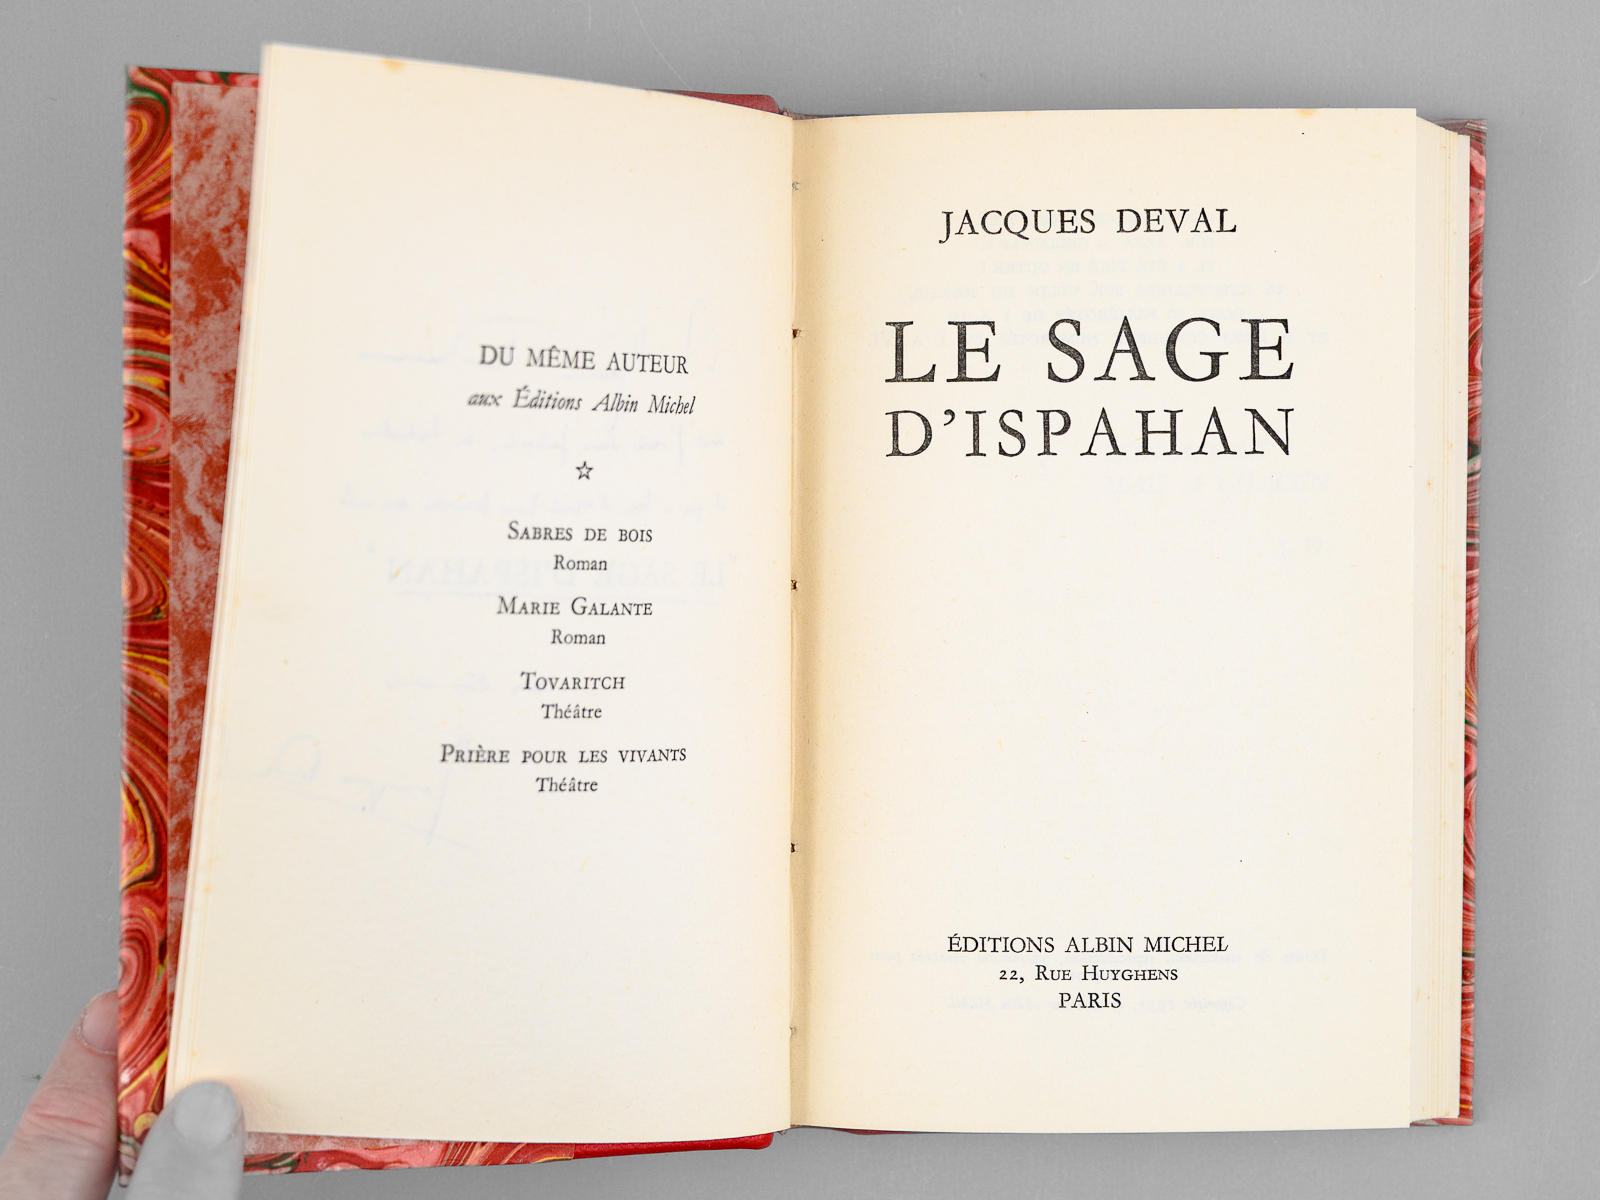 DU MÊME AUTEUR
aux Éditions Albin Michel
☆
SABRES DE BOIS
Roman
MARIE GALANTE
Roman
TOVARITCH
Théâtre
PRIÈRE POUR LES VIVANTS
Théâtre
JACQUES DEVAL
LE SAGE
D'ISPAHAN
ÉDITIONS ALBIN MICHEL
22, RUE HUYGHENS
PARIS